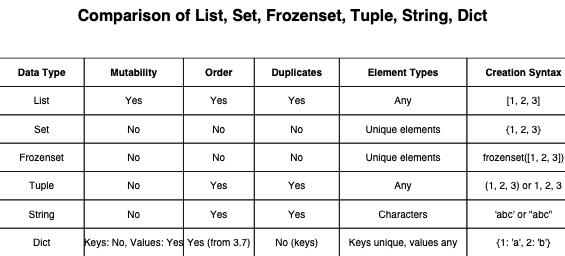 Comparison of List, Set, Frozenset, Tuple, String, Dict
Data Type Mutability Order Duplicates Element Types Creation Syntax
List Yes Yes Yes Any [1, 2, 3]
Set No No No Unique elements {1, 2, 3}
Frozenset No No No Unique elements frozenset([1, 2, 3])
Tuple No Yes Yes Any (1, 2, 3) or 1, 2, 3
String No Yes Yes Characters 'abc' or "abc"
Dict Keys: No, Values: Yes Yes (from 3.7) No (keys) Keys unique, values any {1: 'a', 2: 'b'}